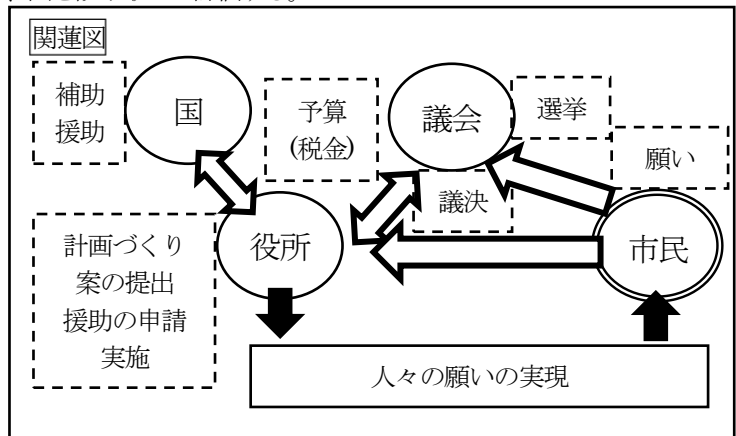 関蓮図
補助
援助
国
予算
(税金)
議会
選挙
願い
議決
計画づくり
案の提出
援助の申請
実施
役所
市民
人々の願いの実現